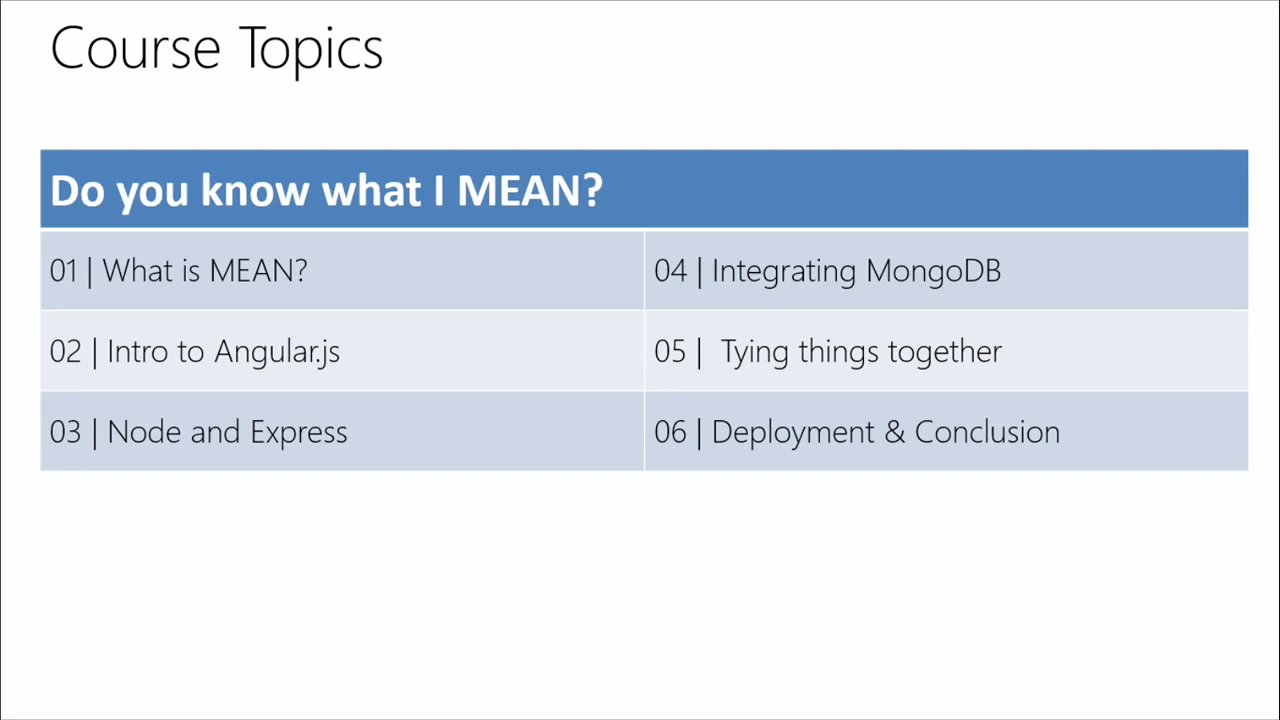 Course Topics
Do you know what I MEAN?
01 | What is MEAN?
04 | Integrating MongoDB
02 | Intro to Angular.js
05 |  Tying things together
03 | Node and Express
06 | Deployment & Conclusion